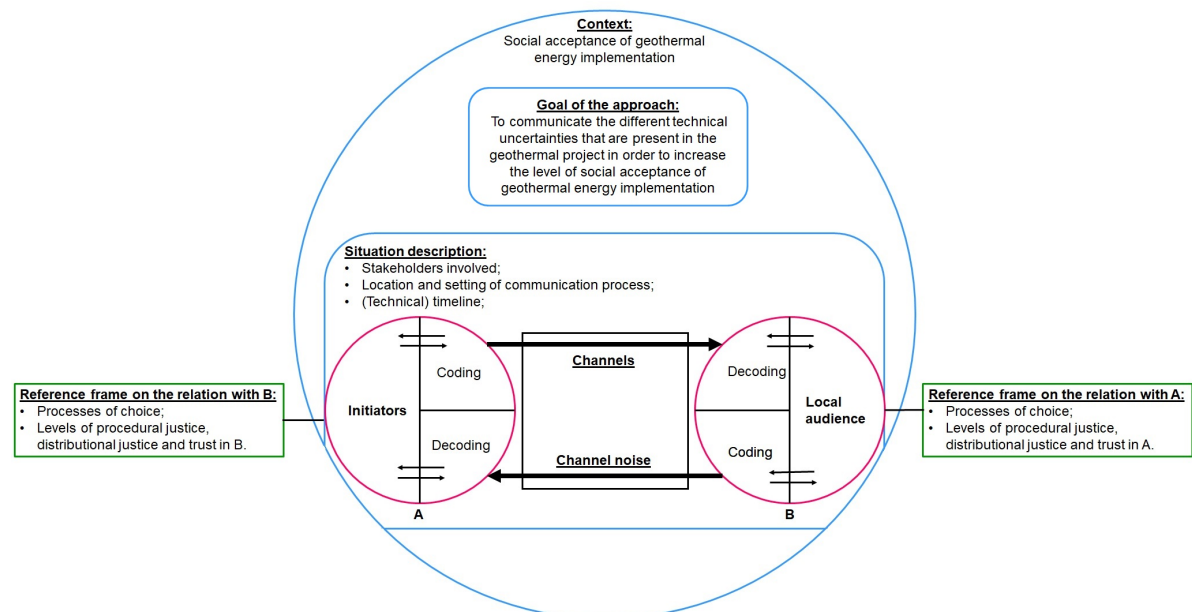 Context:
Social acceptance of geothermal
energy implementation
Goal of the approach:
To communicate the different technical
uncertainties that are present in the
geothermal project in order to increase
the level of social acceptance of
geothermal energy implementation
Situation description:
• Stakeholders involved;
• Location and setting of communication process;
• (Technical) timeline;
Reference frame on the relation with B:
• Processes of choice;
• Levels of procedural justice,
distributional justice and trust in B.
Initiators
Coding
Decoding
A
Channels
Channel noise
Decoding
Coding
Local
audience
B
Reference frame on the relation with A:
• Processes of choice;
• Levels of procedural justice,
distributional justice and trust in A.